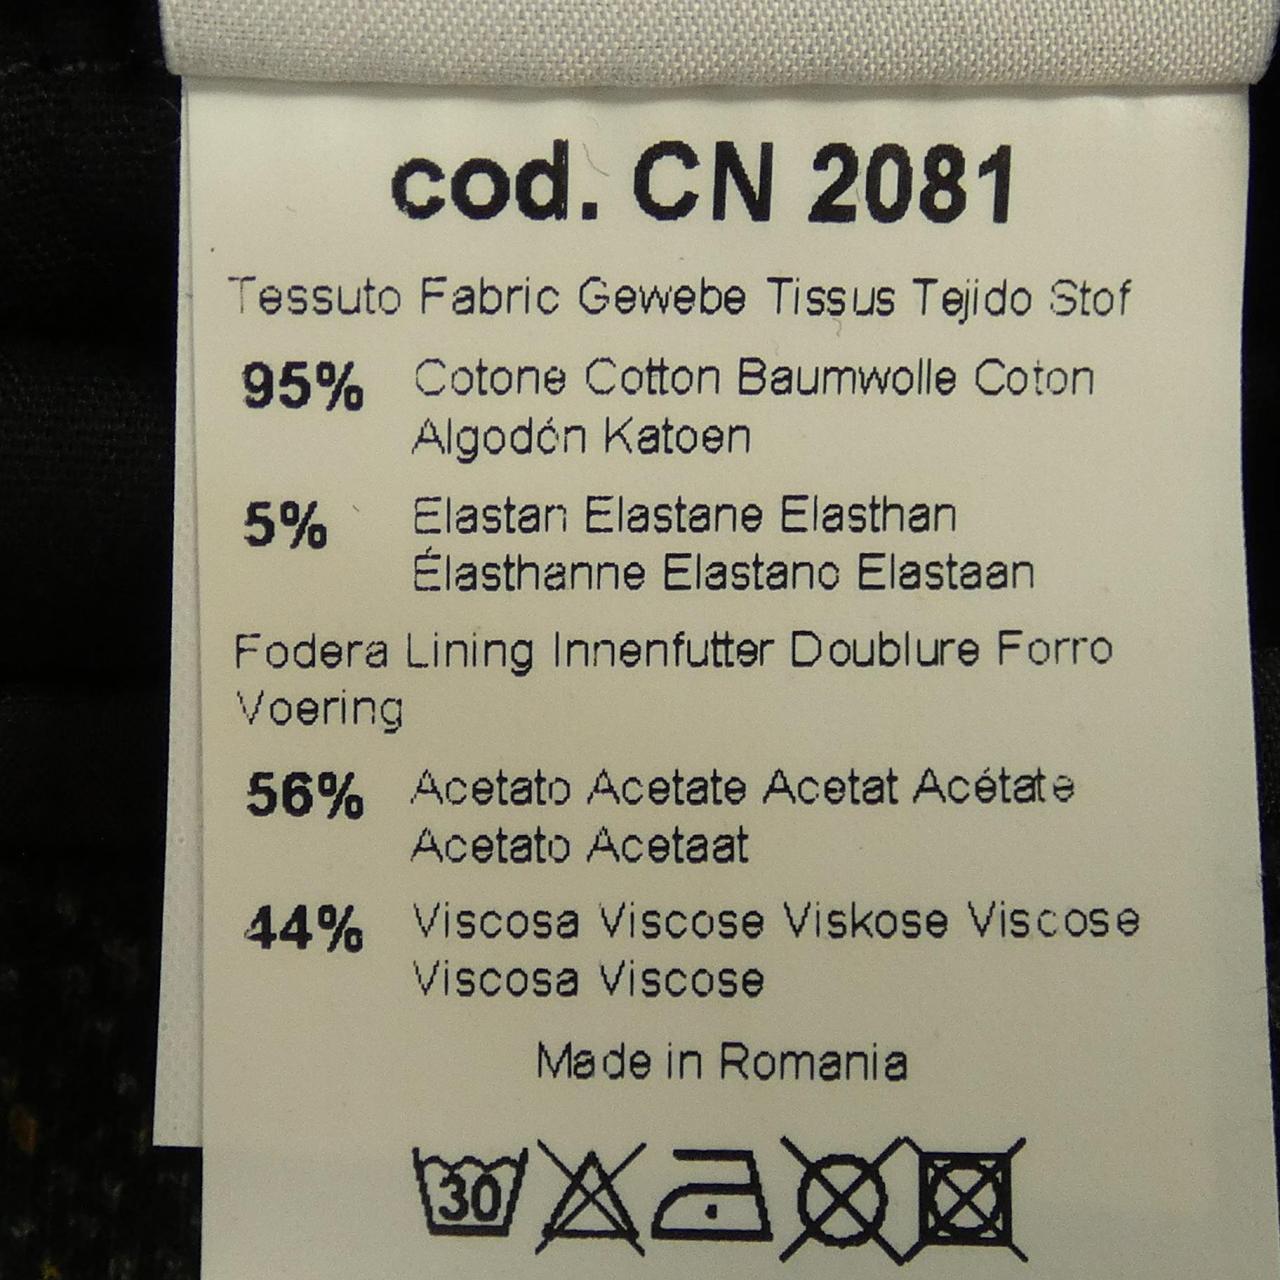 cod. CN 2081
Tessuto Fabric Gewebe Tissus Tejido Stof
95% Cotone Cotton Baumwolle Coton
Algodón Katoen
5% Elastan Elastane Elasthan
Élasthanne Elastano Elastaan
Fodera Lining Innenfutter Doublure Forro
Voering
56% Acetato Acetate Acetat Acétate
Acetato Acetaat
44% Viscosa Viscose Viskose Viscose
Viscosa Viscose
Made in Romania
30